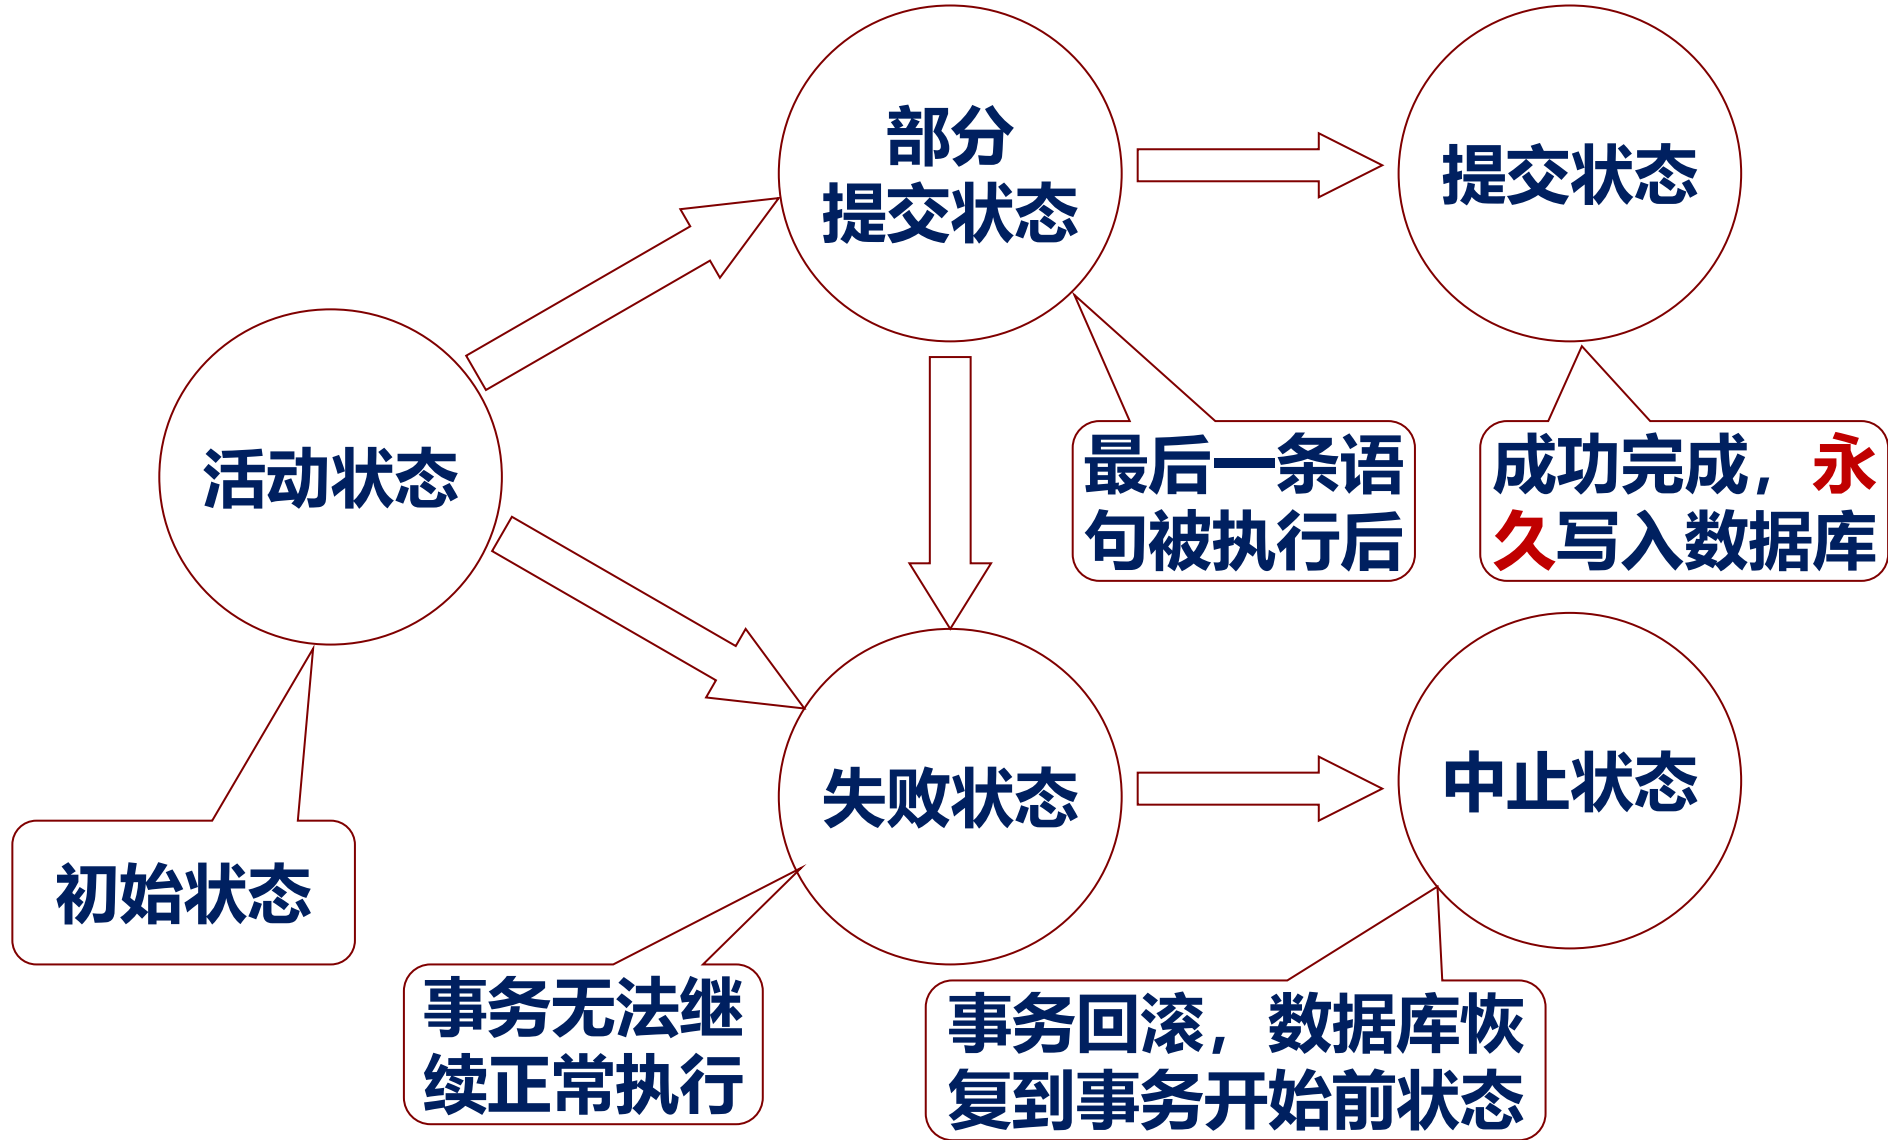 部分
提交状态
提交状态
活动状态
最后一条语
句被执行后
成功完成，永
久写入数据库
失败状态
中止状态
初始状态
事务无法继
续正常执行
事务回滚，数据库恢
复到事务开始前状态